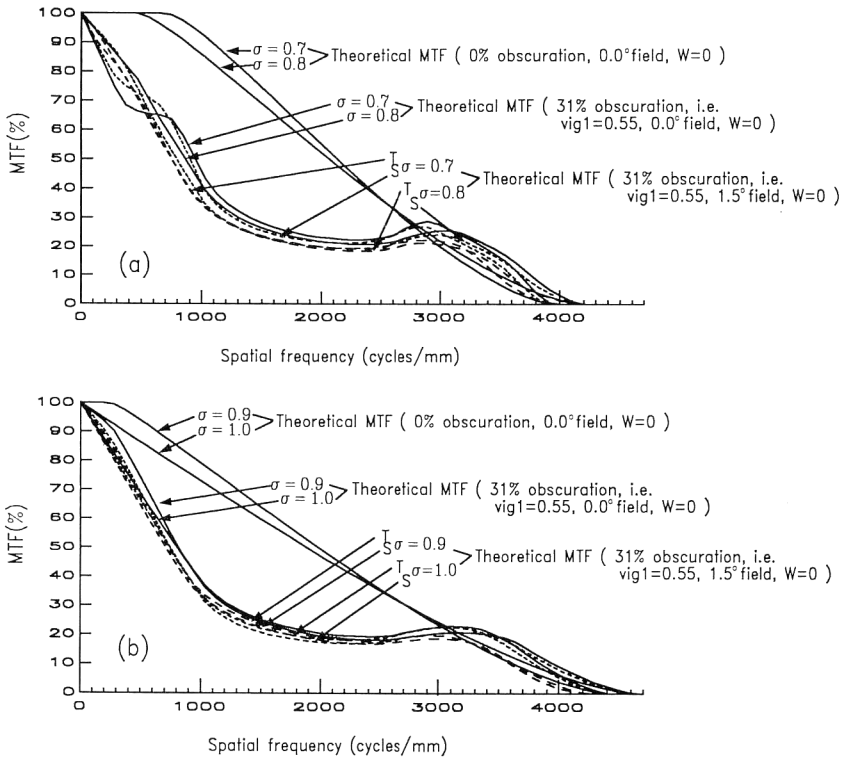 100
90
80
70
60
50
40
30
20
10
0
MTF(%)
σ = 0.7
σ = 0.8
Theoretical MTF ( 0% obscuration, 0.0° field, W=0 )
σ = 0.7
σ = 0.8
Theoretical MTF ( 31% obscuration, i.e.
vig1=0.55, 0.0° field, W=0 )
T
S σ = 0.7
T
S σ=0.8
Theoretical MTF ( 31% obscuration, i.e.
vig1=0.55, 1.5° field, W=0 )
(a)
0 1000 2000 3000 4000
Spatial frequency (cycles/mm)
100
90
80
70
60
50
40
30
20
10
0
MTF(%)
σ = 0.9
σ = 1.0
Theoretical MTF ( 0% obscuration, 0.0° field, W=0 )
σ = 0.9
σ = 1.0
Theoretical MTF ( 31% obscuration, i.e.
vig1=0.55, 0.0° field, W=0 )
T
S σ = 0.9
T
S σ=1.0
Theoretical MTF ( 31% obscuration, i.e.
vig1=0.55, 1.5° field, W=0 )
(b)
0 1000 2000 3000 4000
Spatial frequency (cycles/mm)